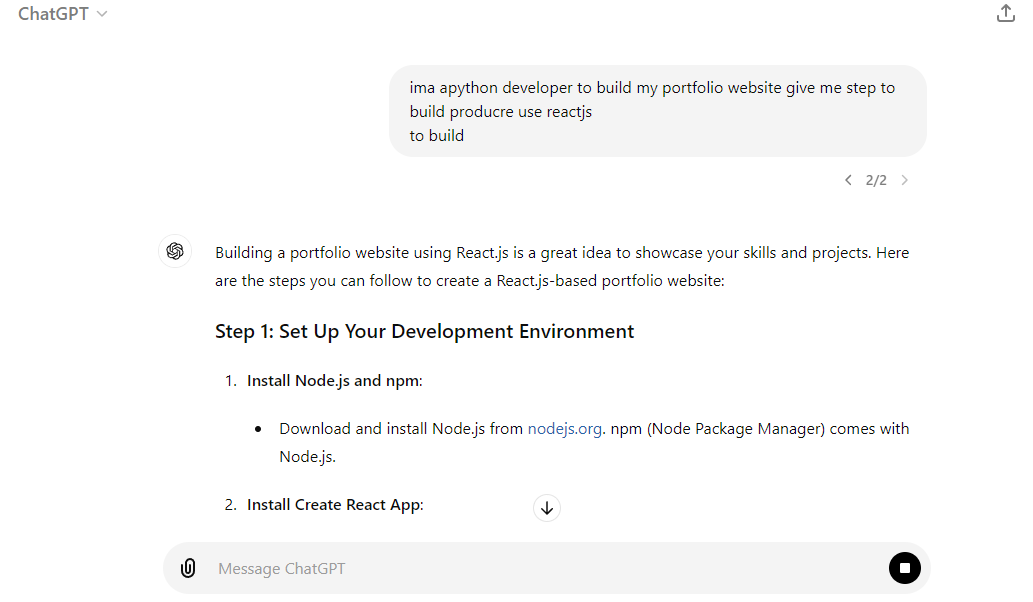 ChatGPT
ima apython developer to build my portfolio website give me step to
build producre use reactjs
to build
2/2
Building a portfolio website using React.js is a great idea to showcase your skills and projects. Here
are the steps you can follow to create a React.js-based portfolio website:
Step 1: Set Up Your Development Environment
1. Install Node.js and npm:
• Download and install Node.js from nodejs.org. npm (Node Package Manager) comes with
Node.js.
2. Install Create React App:
Message ChatGPT